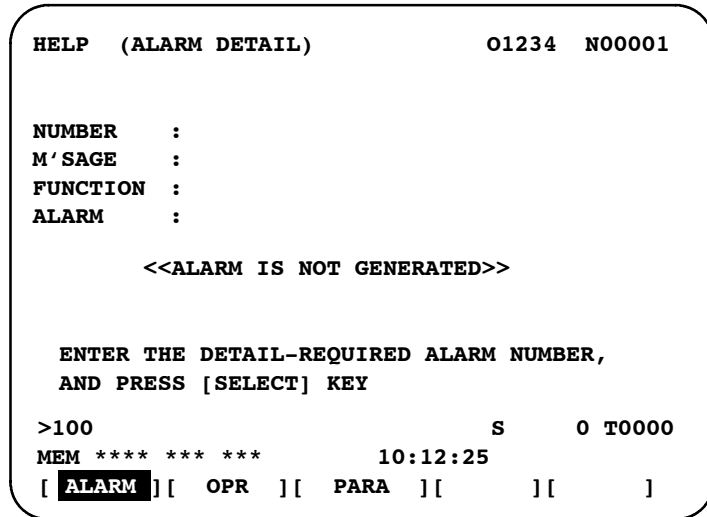 HELP (ALARM DETAIL) O1234 N00001
NUMBER :
M‘SAGE :
FUNCTION :
ALARM :
<<ALARM IS NOT GENERATED>>
ENTER THE DETAIL–REQUIRED ALARM NUMBER,
AND PRESS [SELECT] KEY
>100 S 0 T0000
MEM **** *** *** 10:12:25
[ ALARM ][ OPR ][ PARA ][ ][ ]